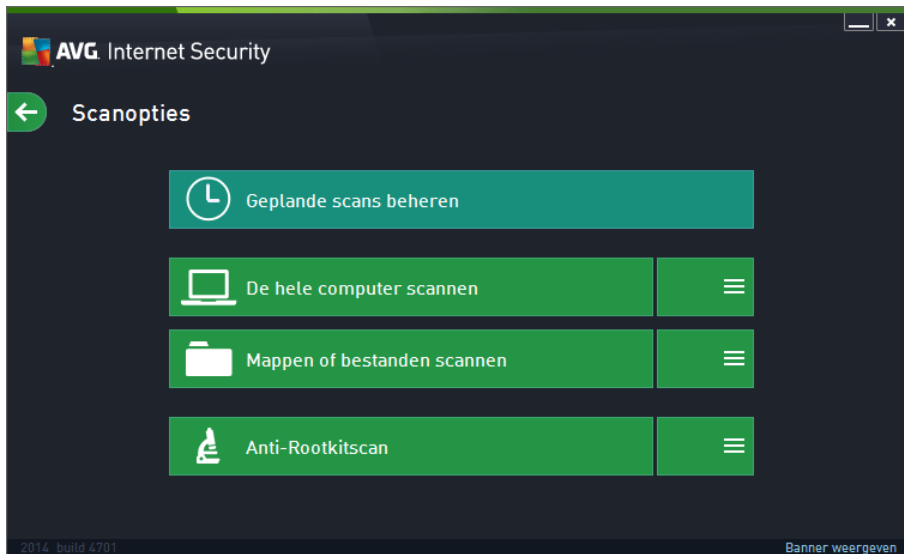 AVG. Internet Security
Scanopties
Geplande scans beheren
De hele computer scannen
Mappen of bestanden scannen
Anti-Rootkitscan
2014 build 4701
Banner weergeven